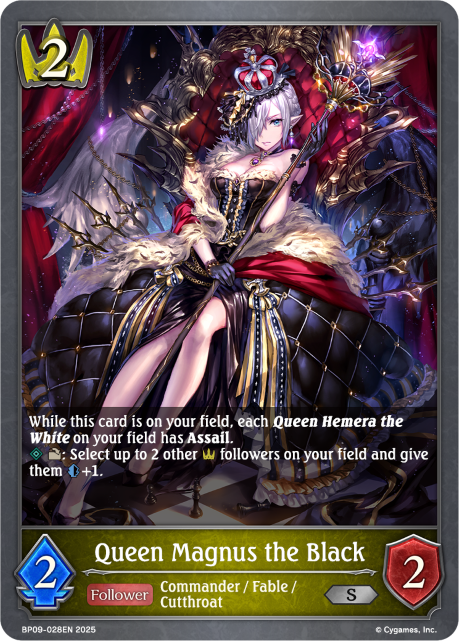 2
While this card is on your field, each Queen Hemera the
White on your field has Assail.
: Select up to 2 other followers on your field and give
them +1.
Queen Magnus the Black
2
Follower
Commander / Fable /
Cutthroat
S
2
BP09-028EN 2025
© Cygames, Inc.